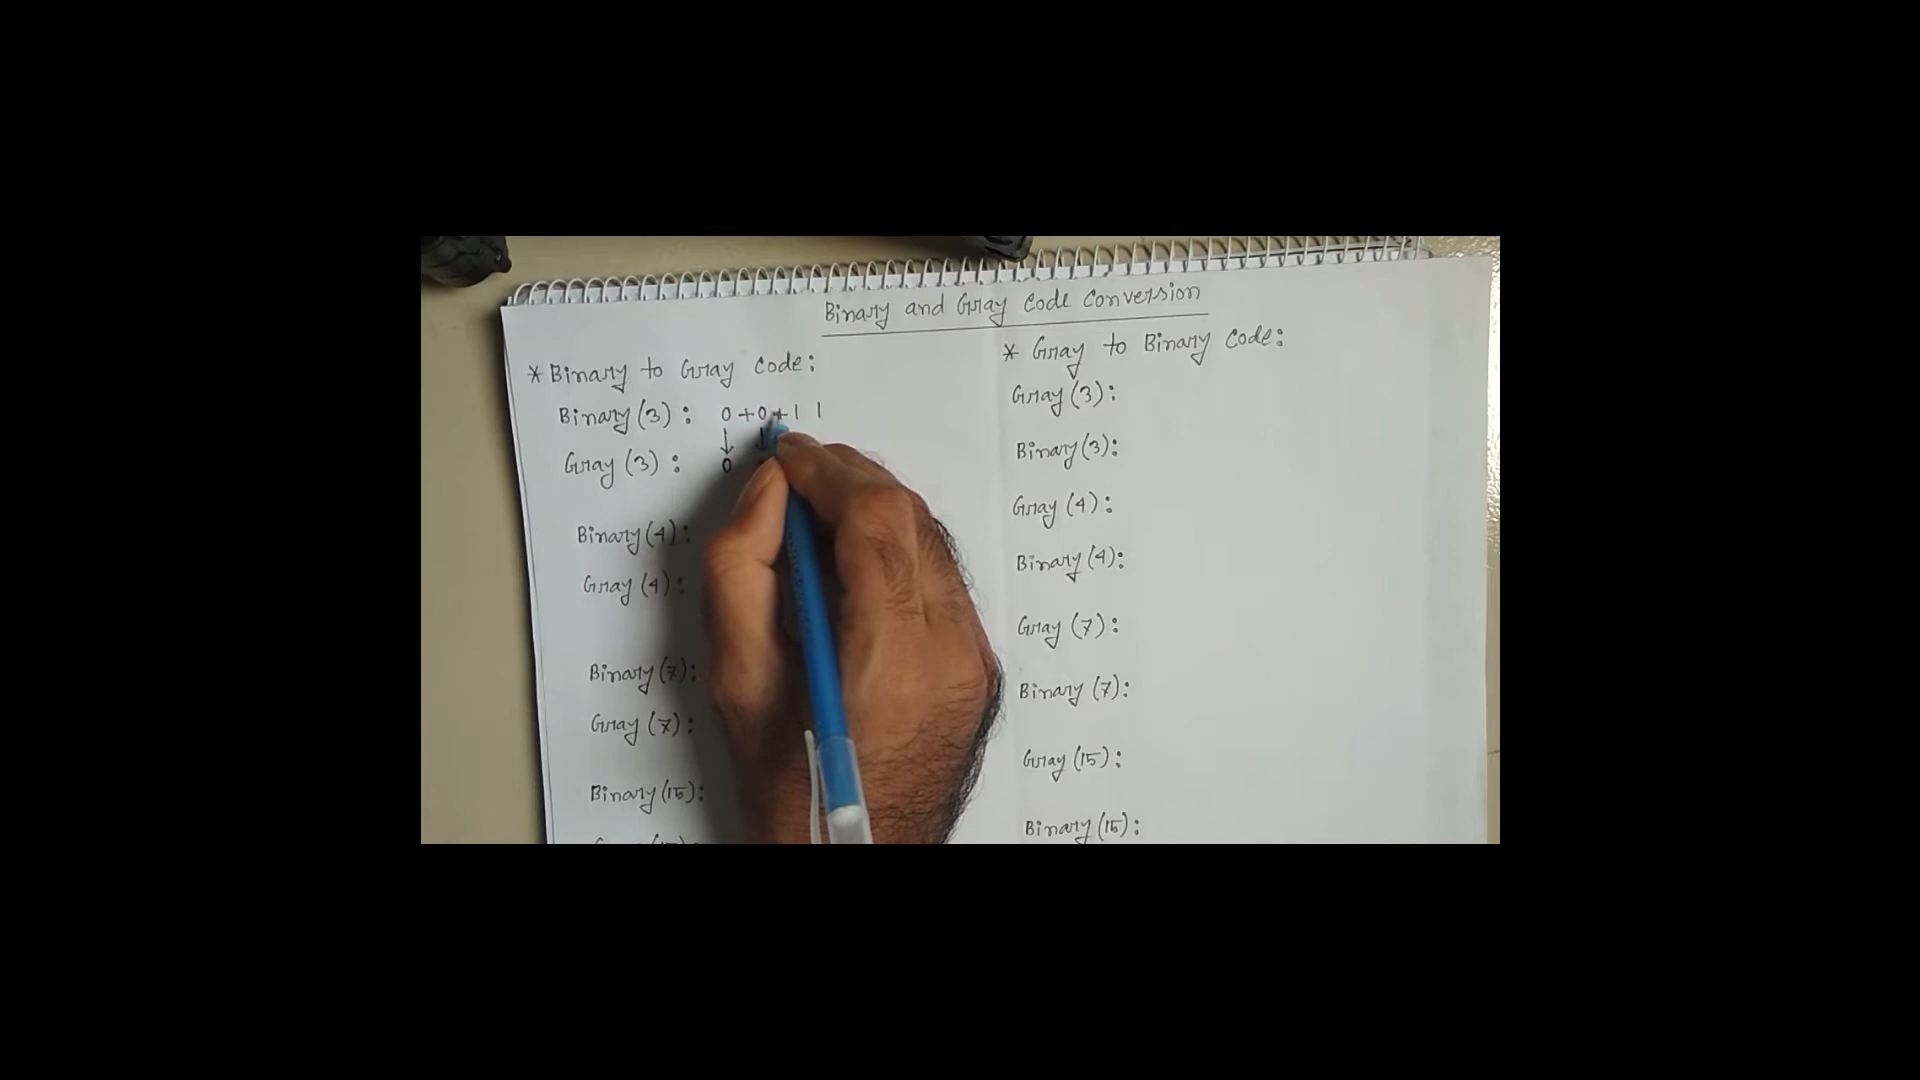 Binary and Gray Code Conversion
* Binary to Gray Code:
Binary (3): 0 + 0 + 1 1
↓ ↓
Gray (3): 0
Binary (4):
Gray (4):
Binary (7):
Gray (7):
Binary (15):
* Gray to Binary Code:
Gray (3):
Binary (3):
Gray (4):
Binary (4):
Gray (7):
Binary (7):
Gray (15):
Binary (15):